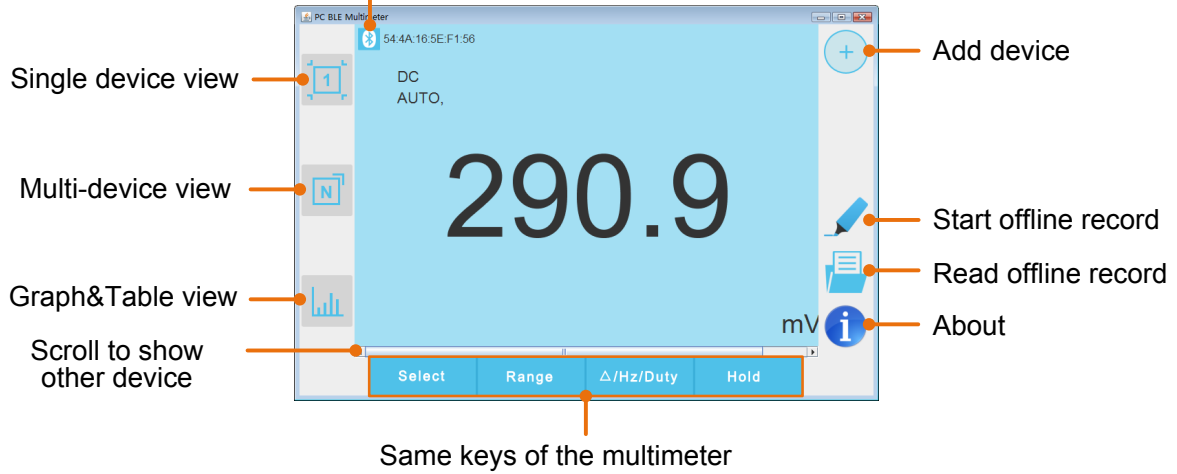 PC BLE Multimeter
54:4A:16:5E:F1:56
Add device
Single device view
1
DC
AUTO,
290.9
Multi-device view
N
Start offline record
Read offline record
Graph&Table view
mV
i
About
Scroll to show
other device
Select Range △/Hz/Duty Hold
Same keys of the multimeter